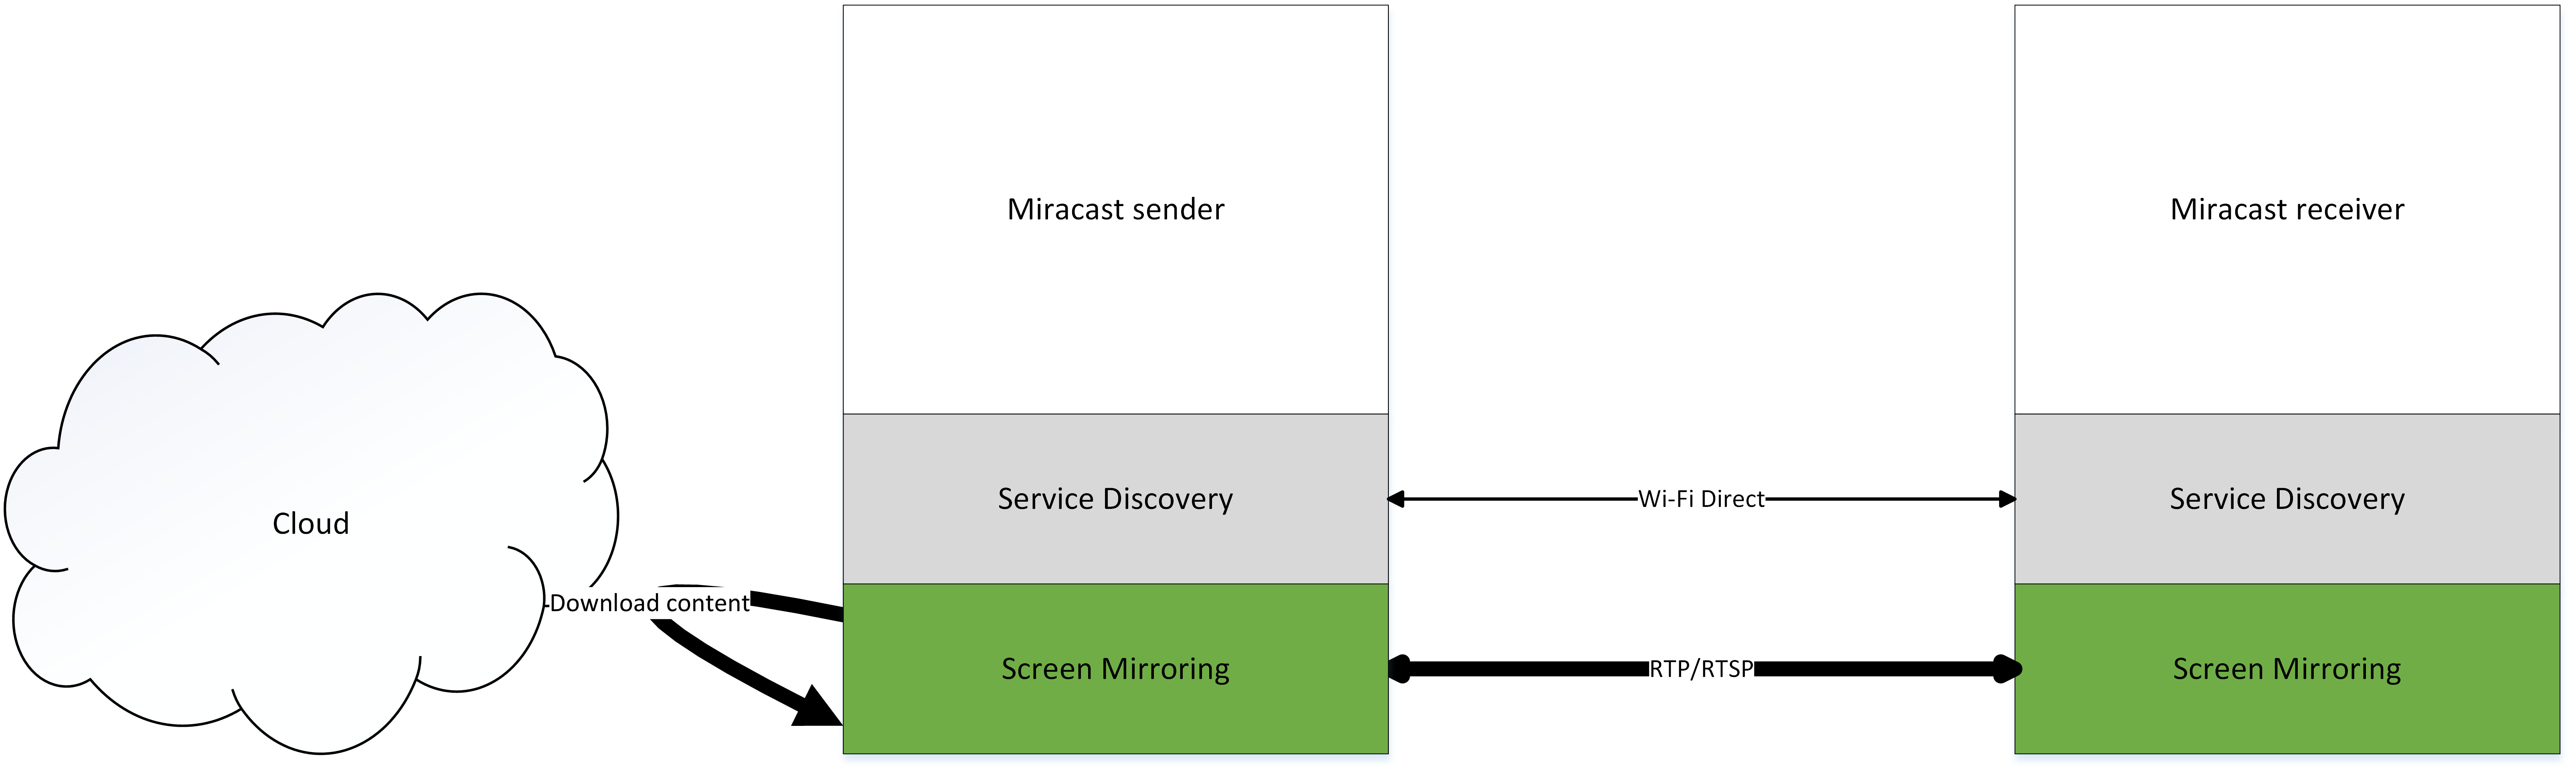 Miracast sender
Miracast receiver
Service Discovery
Wi-Fi Direct
Service Discovery
Cloud
Download content
Screen Mirroring
RTP/RTSP
Screen Mirroring